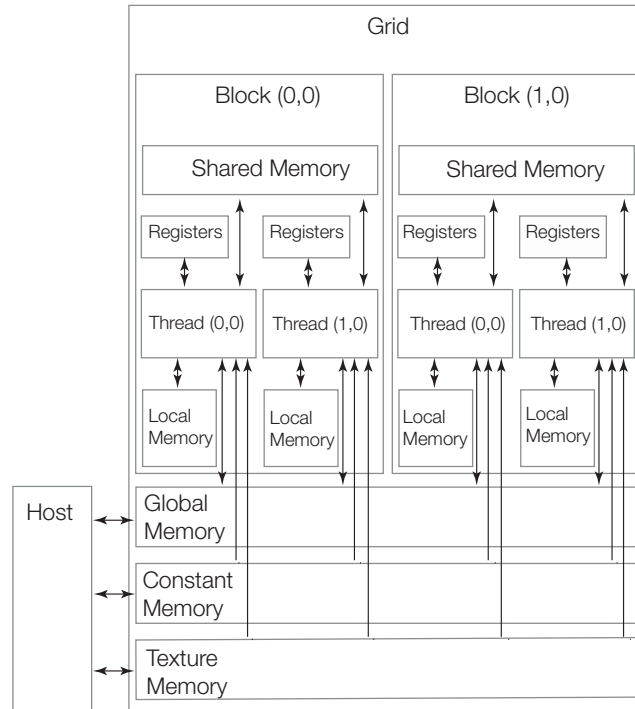 Grid
Block (0,0)
Block (1,0)
Shared Memory
Shared Memory
Registers
Registers
Registers
Registers
Thread (0,0)
Thread (1,0)
Thread (0,0)
Thread (1,0)
Local
Memory
Local
Memory
Local
Memory
Local
Memory
Host
Global
Memory
Constant
Memory
Texture
Memory